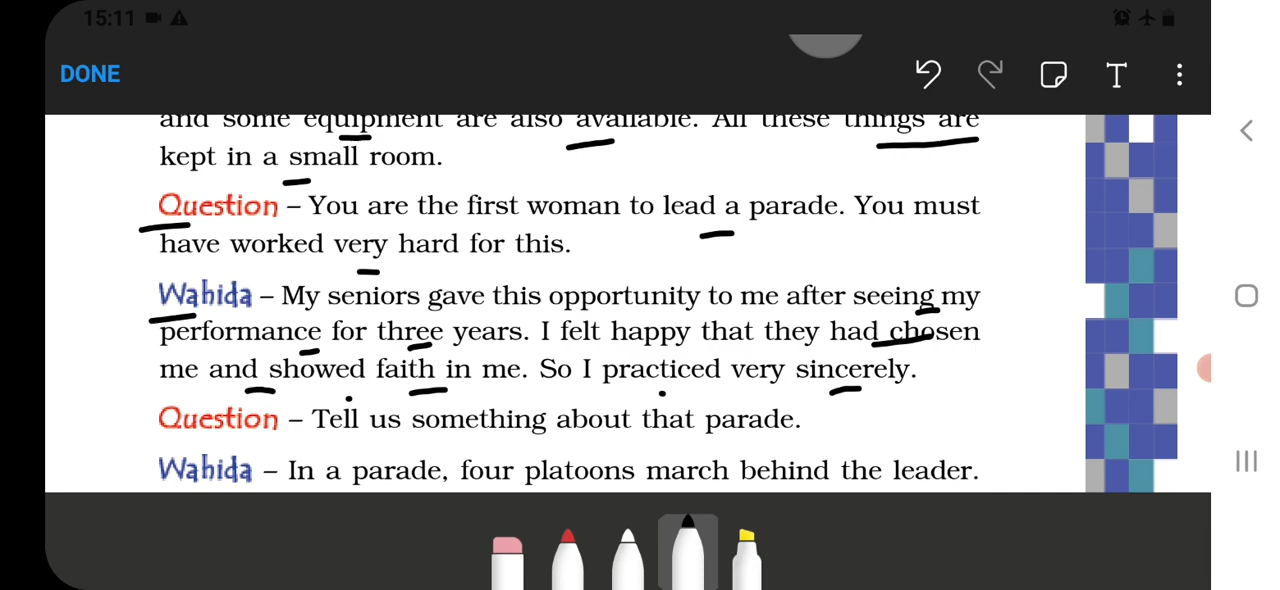 15:11
DONE
T
and some equipment are also available. All these things are
kept in a small room.
Question – You are the first woman to lead a parade. You must
have worked very hard for this.
Wahida – My seniors gave this opportunity to me after seeing my
performance for three years. I felt happy that they had chosen
me and showed faith in me. So I practiced very sincerely.
Question – Tell us something about that parade.
Wahida – In a parade, four platoons march behind the leader.